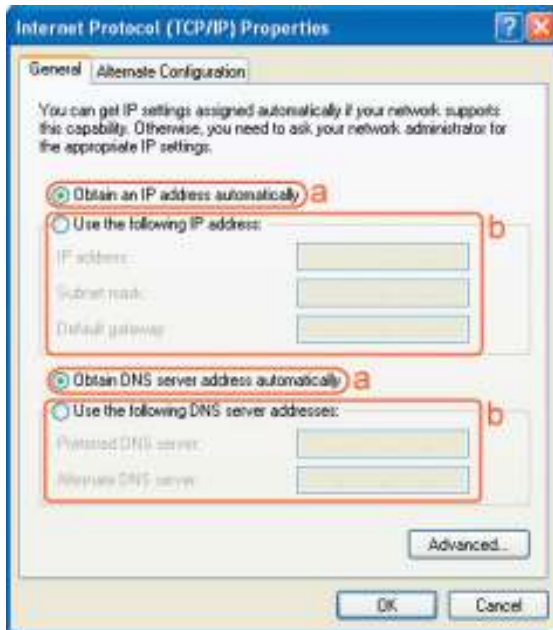 Internet Protocol (TCP/IP) Properties
General Alternate Configuration
You can get IP settings assigned automatically if your network supports
this capability. Otherwise, you need to ask your network administrator for
the appropriate IP settings.
Obtain an IP address automatically a
Use the following IP address: b
IP address:
Subnet mask:
Default gateway:
Obtain DNS server address automatically a
Use the following DNS server addresses: b
Preferred DNS server:
Alternate DNS server:
Advanced...
OK Cancel